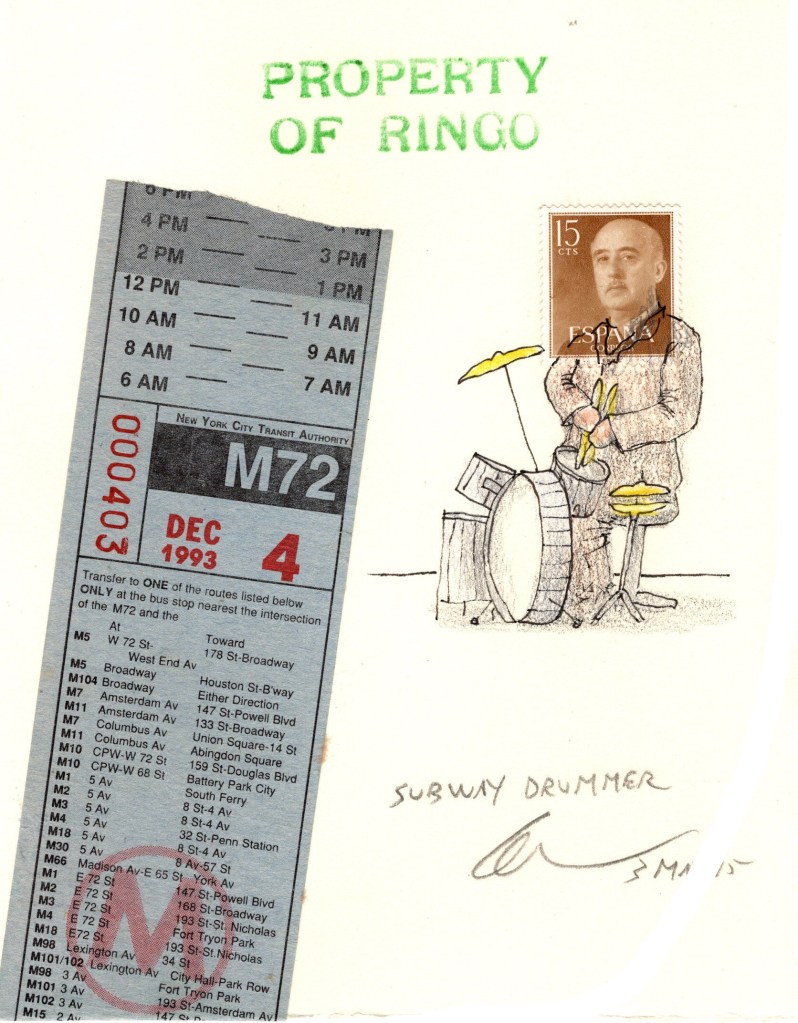 PROPERTY
OF RINGO
6 PM
4 PM
2 PM 3 PM
12 PM 1 PM
10 AM 11 AM
8 AM 9 AM
6 AM 7 AM
NEW YORK CITY TRANSIT AUTHORITY
000403
M72
DEC
1993 4
Transfer to ONE of the routes listed below
ONLY at the bus stop nearest the intersection
of the M72 and the
At Toward
M5 W 72 St- 178 St-Broadway
West End Av
M5 Broadway Houston St-B'way
M104 Broadway Either Direction
M7 Amsterdam Av 147 St-Powell Blvd
M11 Amsterdam Av 133 St-Broadway
M7 Columbus Av Union Square-14 St
M11 Columbus Av Abingdon Square
M10 CPW-W 72 St 159 St-Douglas Blvd
M10 CPW-W 68 St Battery Park City
M1 5 Av South Ferry
M2 5 Av 8 St-4 Av
M3 5 Av 8 St-4 Av
M4 5 Av 32 St-Penn Station
M18 5 Av 8 St-4 Av
M30 5 Av 8 Av-57 St
M66 Madison Av-E 65 St York Av
M1 E 72 St 147 St-Powell Blvd
M2 E 72 St 168 St-Broadway
M3 E 72 St 193 St-St. Nicholas
M4 E 72 St Fort Tryon Park
M18 E72 St 193 St-St.Nicholas
M98 Lexington Av 34 St
M101/102 Lexington Av City Hall-Park Row
M98 3 Av Fort Tryon Park
M101 3 Av 193 St-Amsterdam Av
M102 3 Av 147 St-
M15 2 Av
M
15
CTS
ESPAÑA
CORREOS
SUBWAY DRUMMER
3 MAR 15